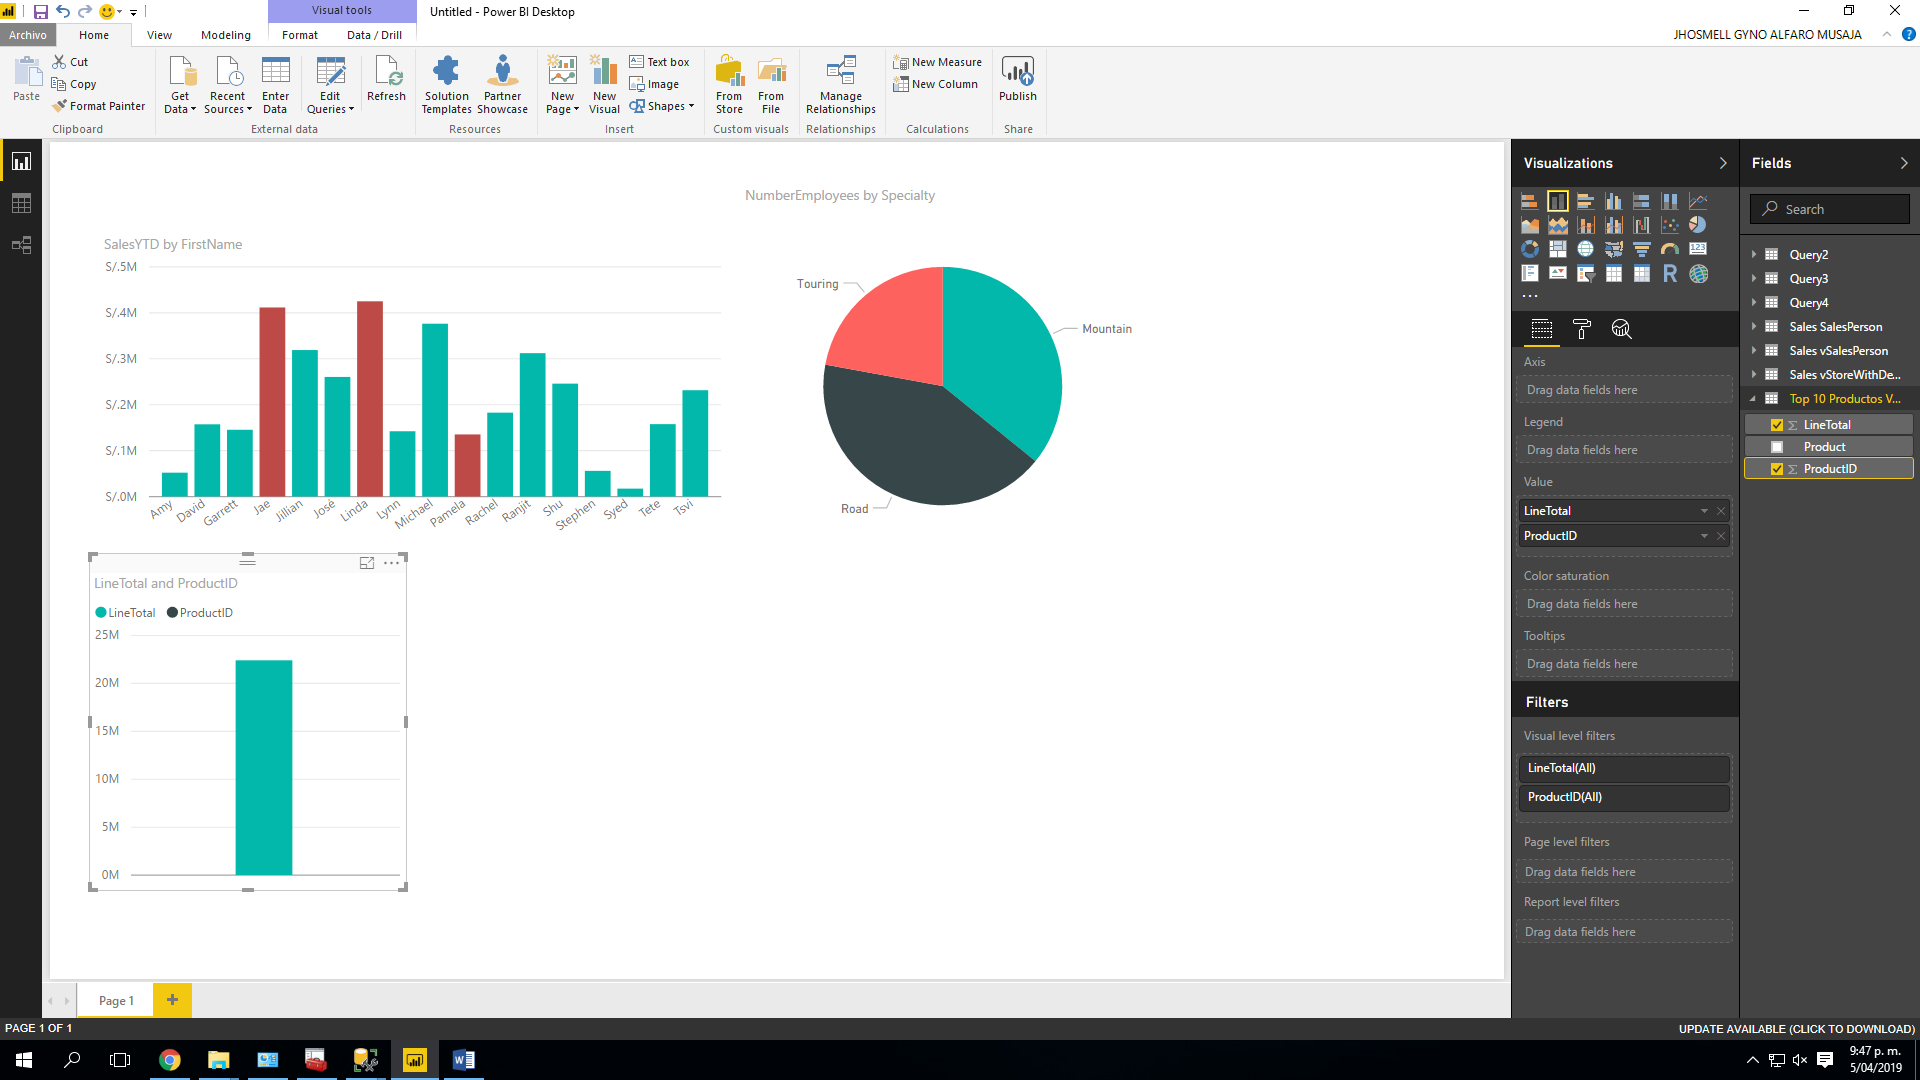 Visual tools
Untitled - Power BI Desktop
Archivo
Home
View
Modeling
Format
Data / Drill
JHOSMELL GYNO ALFARO MUSAJA
Paste
Cut
Copy
Format Painter
Clipboard
Get Data
Recent Sources
Enter Data
Edit Queries
Refresh
External data
Solution Templates
Partner Showcase
Resources
New Page
New Visual
Text box
Image
Shapes
Insert
From Store
From File
Custom visuals
Manage Relationships
Relationships
New Measure
New Column
Calculations
Publish
Share
SalesYTD by FirstName
S/.5M
S/.4M
S/.3M
S/.2M
S/.1M
S/.0M
Amy
David
Garrett
Jae
Jillian
José
Linda
Lynn
Michael
Pamela
Rachel
Ranjit
Shu
Stephen
Syed
Tete
Tsvi
NumberEmployees by Specialty
Touring
Mountain
Road
LineTotal and ProductID
LineTotal
ProductID
25M
20M
15M
10M
5M
0M
Visualizations
123
R
Axis
Drag data fields here
Legend
Drag data fields here
Value
LineTotal
ProductID
Color saturation
Drag data fields here
Tooltips
Drag data fields here
Filters
Visual level filters
LineTotal(All)
ProductID(All)
Page level filters
Drag data fields here
Report level filters
Drag data fields here
Fields
Search
Query2
Query3
Query4
Sales SalesPerson
Sales vSalesPerson
Sales vStoreWithDe...
Top 10 Productos V...
LineTotal
Product
ProductID
Page 1
PAGE 1 OF 1
UPDATE AVAILABLE (CLICK TO DOWNLOAD)
9:47 p. m.
5/04/2019